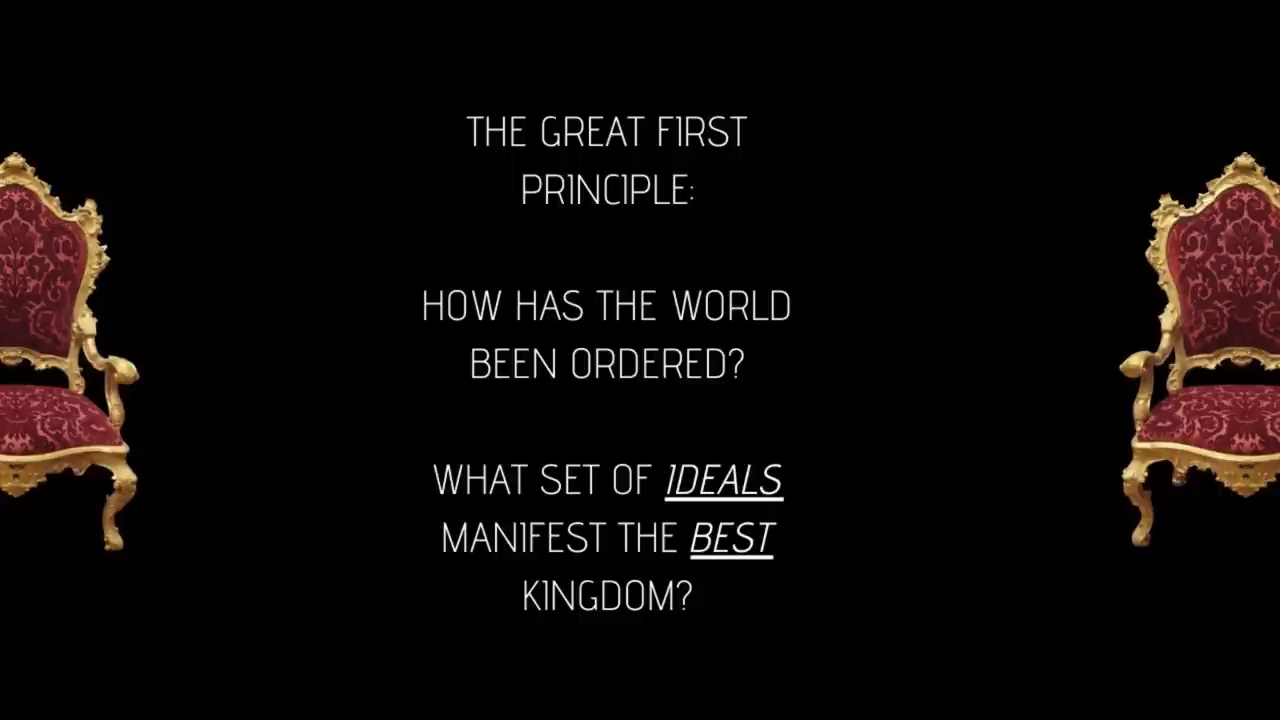 THE GREAT FIRST
PRINCIPLE:
HOW HAS THE WORLD
BEEN ORDERED?
WHAT SET OF IDEALS
MANIFEST THE BEST
KINGDOM?